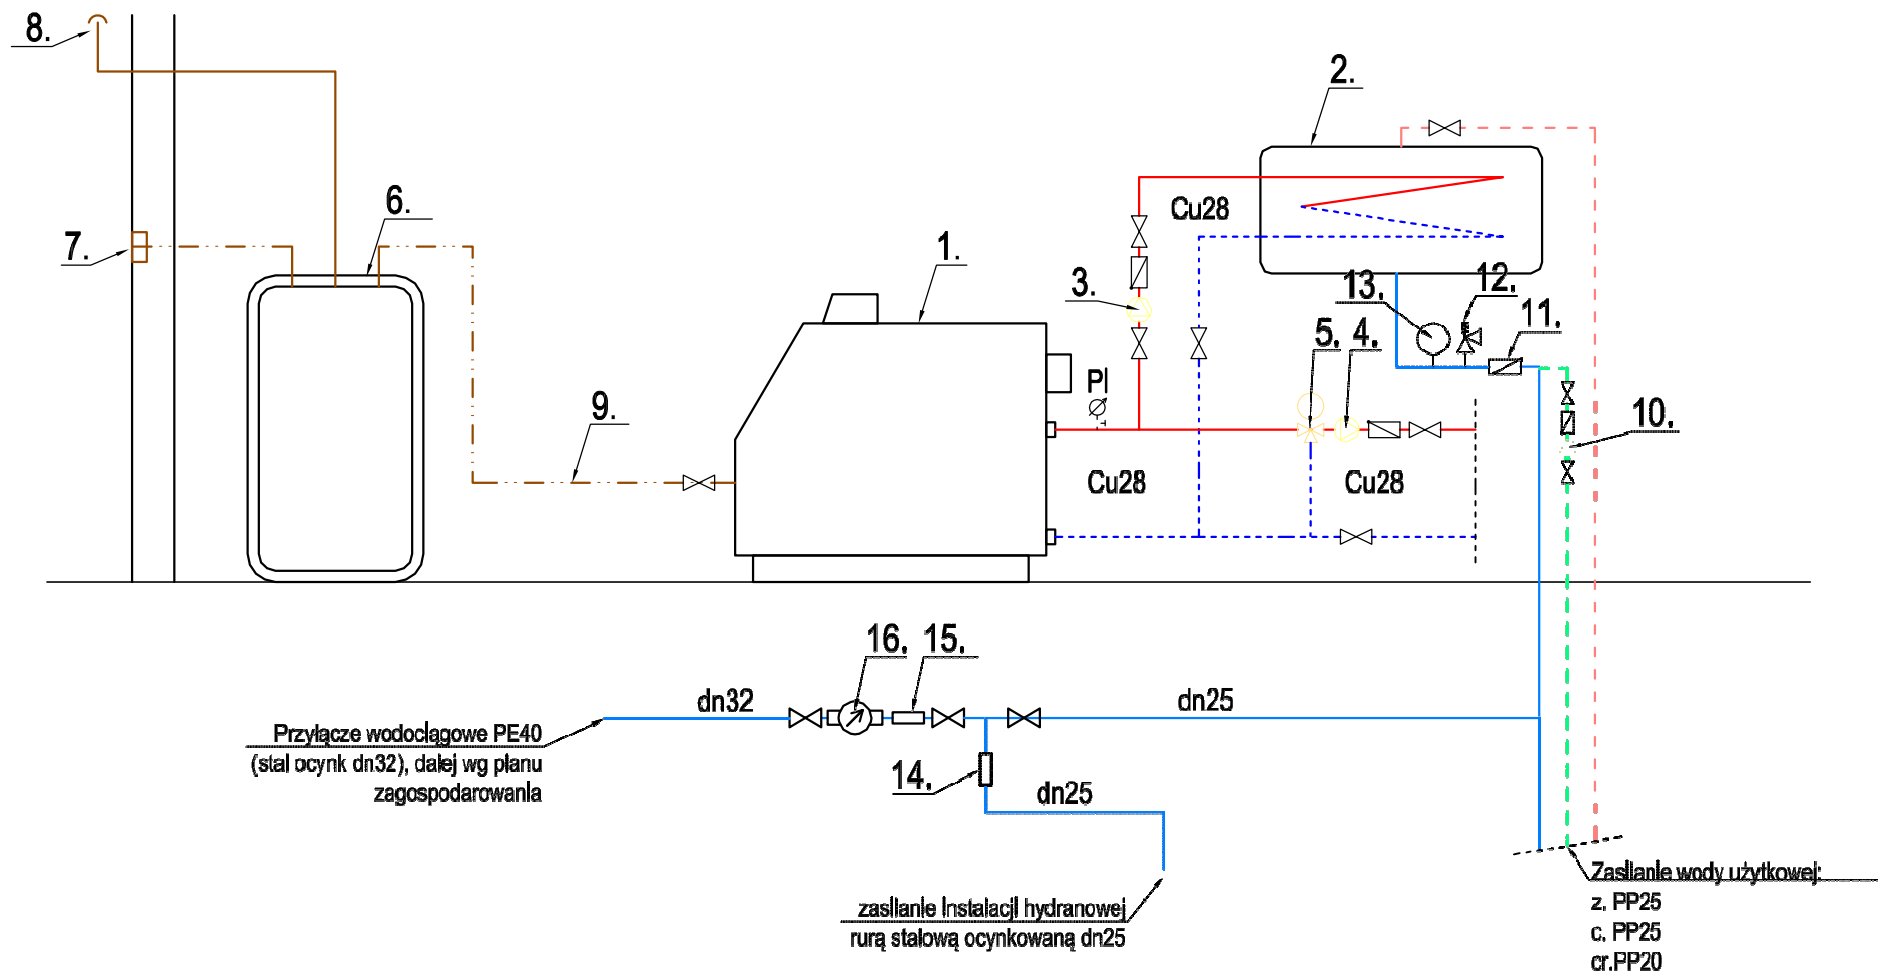 8.
2.
6.
Cu28
7.
1.
3.
13.
12.
11.
5.
4.
PI
T
9.
10.
Cu28
Cu28
16.
15.
dn32
dn25
Przyłącze wodociągowe PE40
(stal ocynk dn32), dalej wg planu
zagospodarowania
14.
dn25
Zasilanie wody użytkowej:
z. PP25
c. PP25
cr.PP20
zasilanie instalacji hydranowej
rurą stalową ocynkowaną dn25